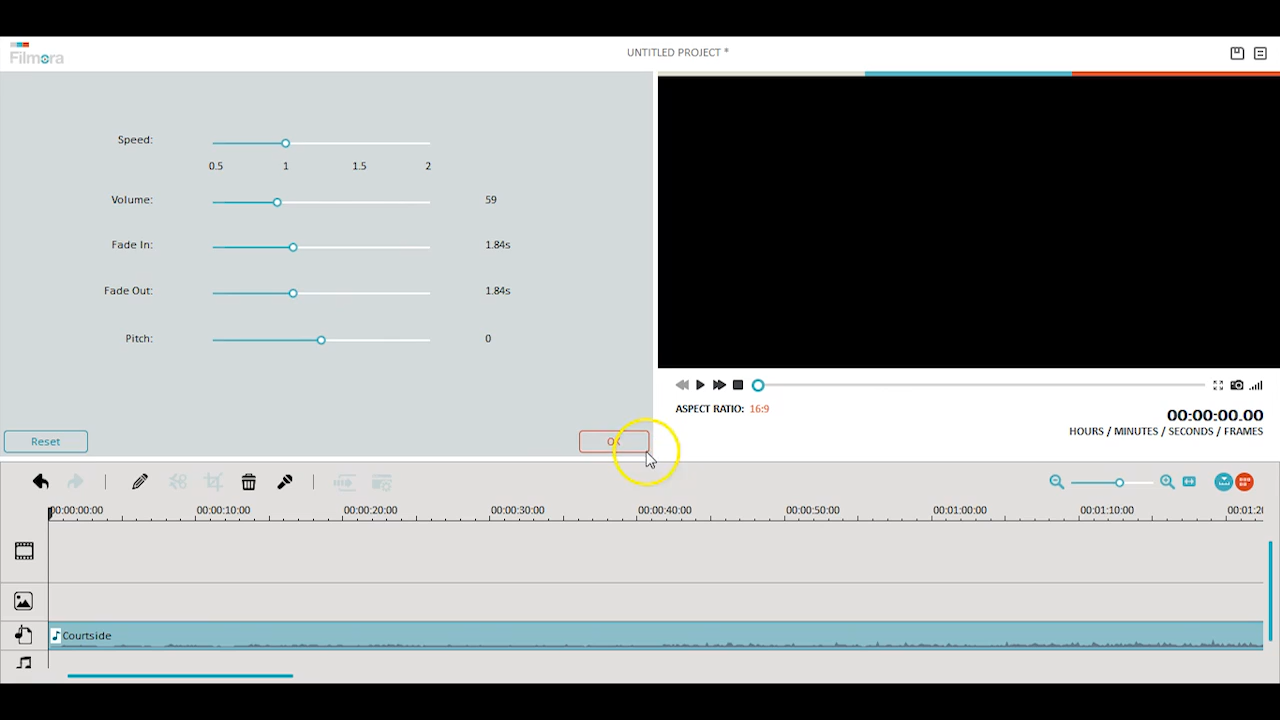 Filmora
UNTITLED PROJECT *
Speed:
0.5 1 1.5 2
Volume: 59
Fade In: 1.84s
Fade Out: 1.84s
Pitch: 0
Reset
OK
ASPECT RATIO: 16:9
00:00:00.00
HOURS / MINUTES / SECONDS / FRAMES
00:00:00:00 00:00:10:00 00:00:20:00 00:00:30:00 00:00:40:00 00:00:50:00 00:01:00:00 00:01:10:00 00:01:20
Courtside